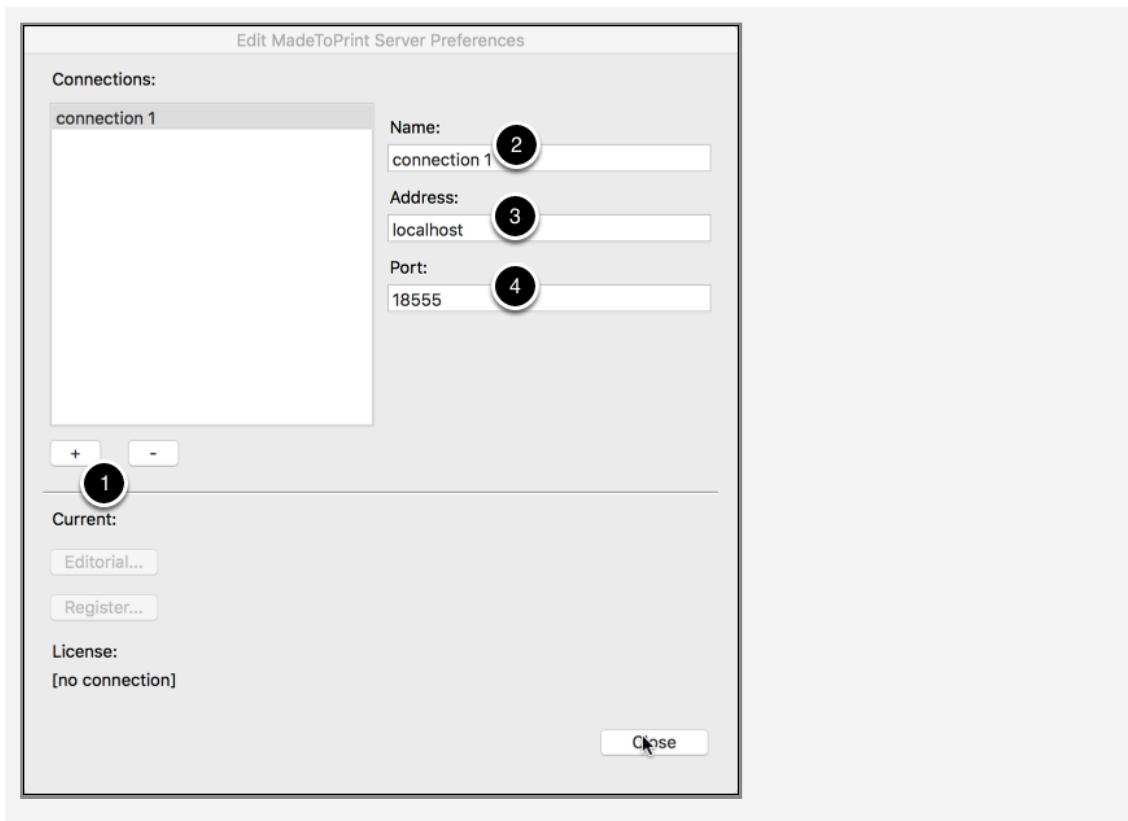 Edit MadeToPrint Server Preferences
Connections:
connection 1
Name:
2
connection 1
Address:
3
localhost
Port:
4
18555
+ -
1
Current:
Editorial...
Register...
License:
[no connection]
Close